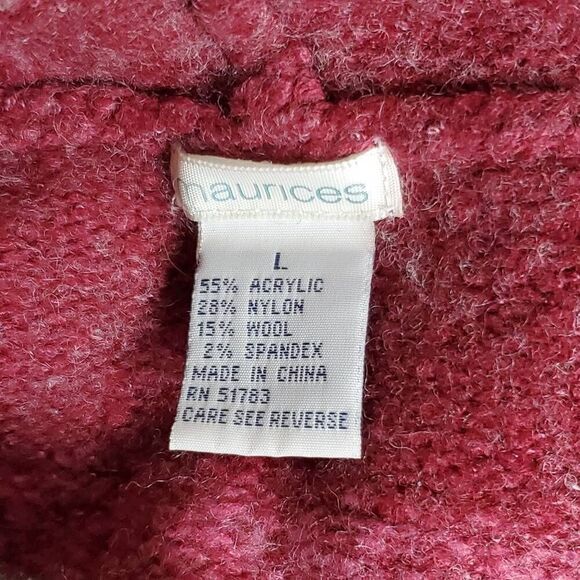 maurices
L
55% ACRYLIC
28% NYLON
15% WOOL
2% SPANDEX
MADE IN CHINA
RN 51783
CARE SEE REVERSE